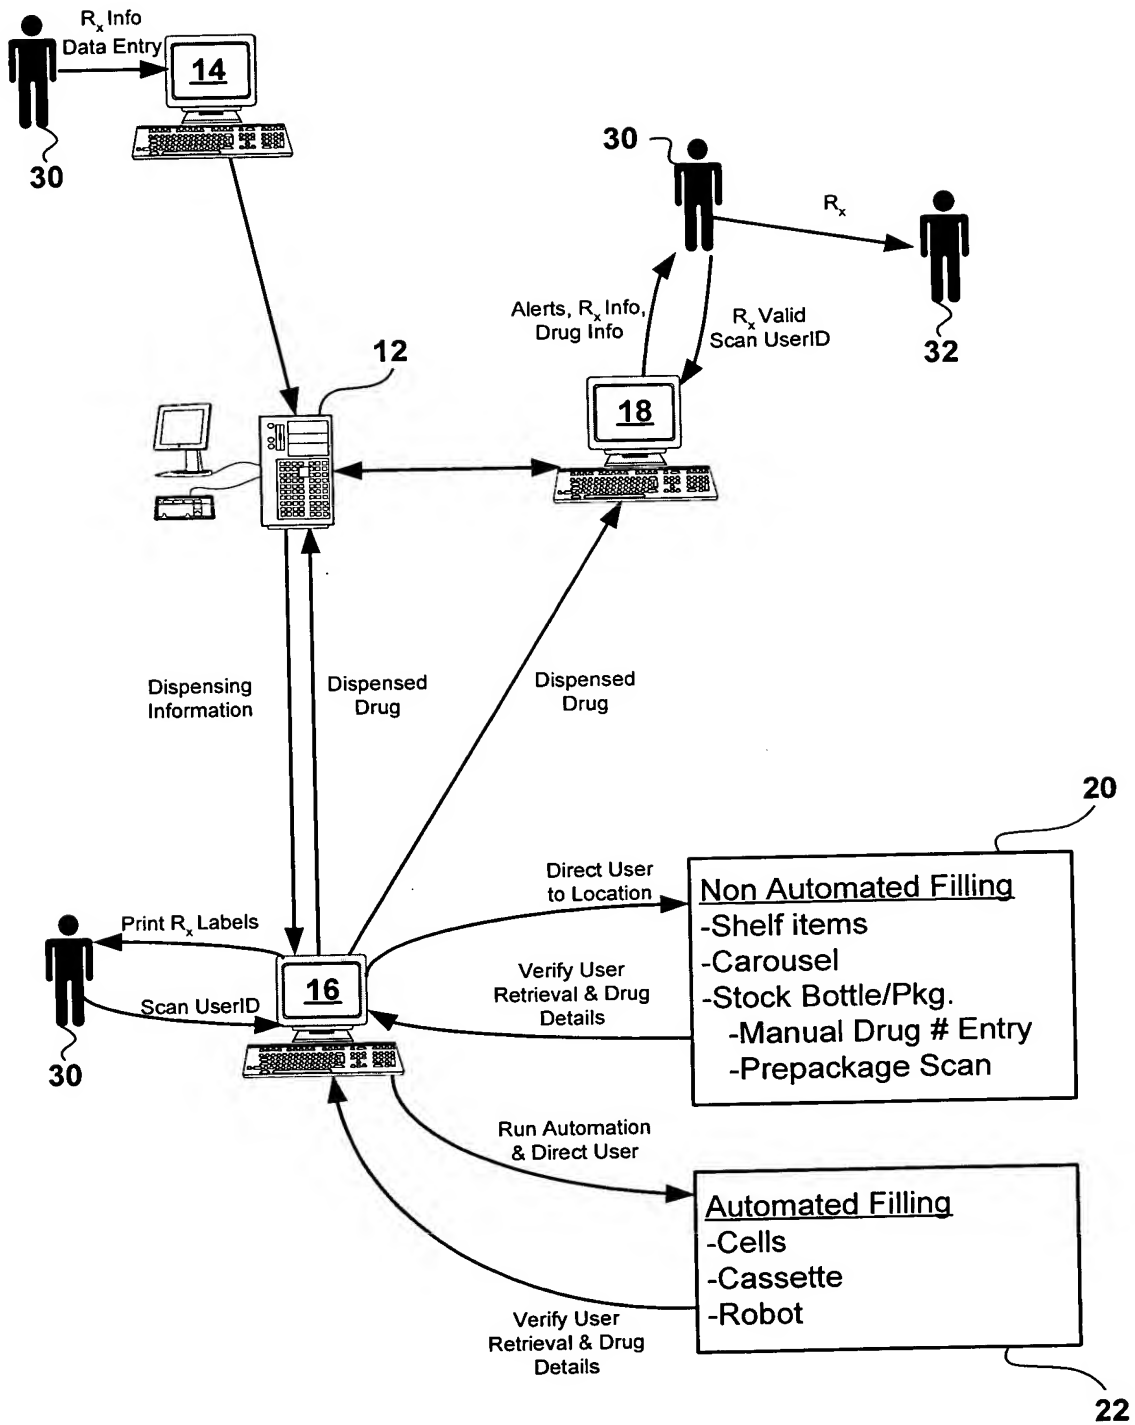 Rx Info
Data Entry
14
30
30
Rx
32
Alerts, Rx Info,
Drug Info
Rx Valid
Scan UserID
12
18
Dispensing
Information
Dispensed
Drug
Dispensed
Drug
20
Direct User
to Location
Non Automated Filling
-Shelf items
-Carousel
-Stock Bottle/Pkg.
-Manual Drug # Entry
-Prepackage Scan
Print Rx Labels
Verify User
Retrieval & Drug
Details
16
Scan UserID
30
Run Automation
& Direct User
Automated Filling
-Cells
-Cassette
-Robot
Verify User
Retrieval & Drug
Details
22